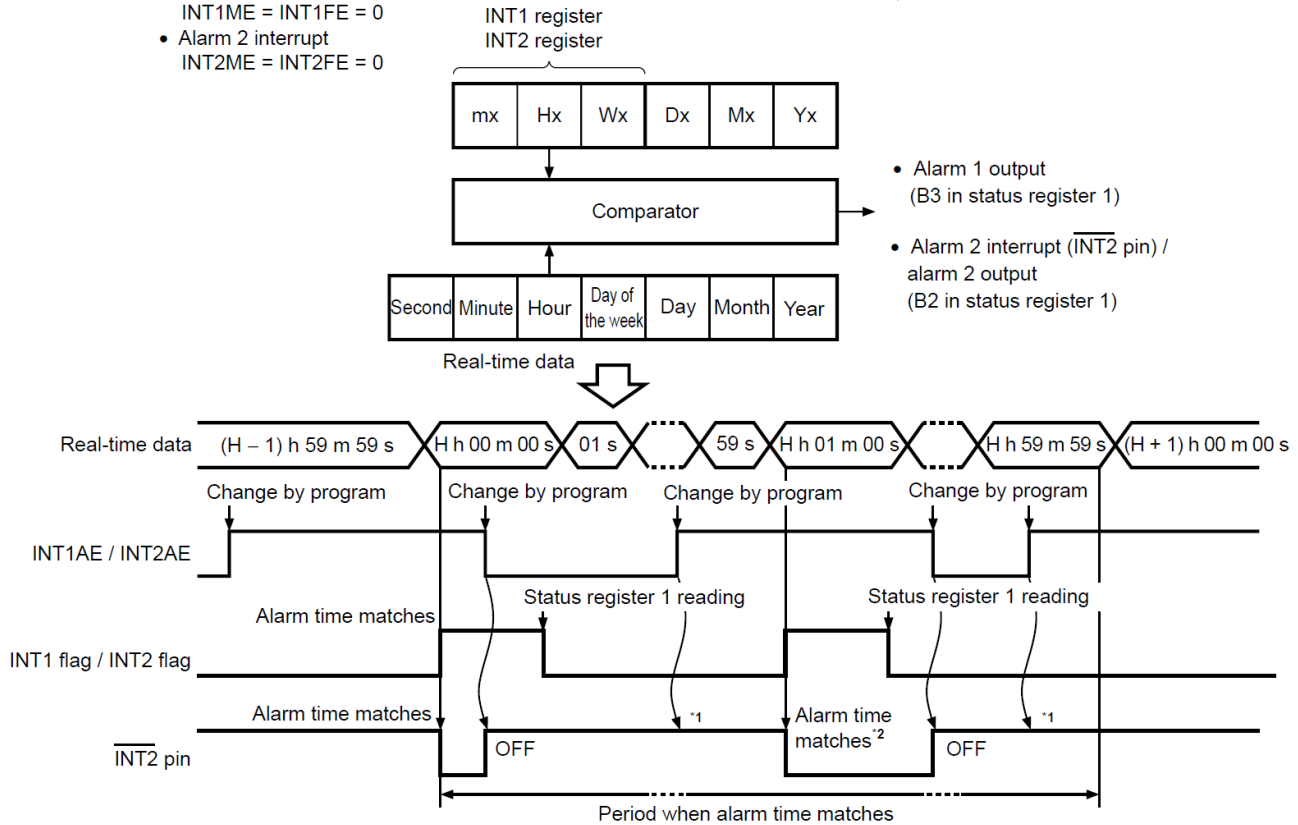 INT1ME = INT1FE = 0
• Alarm 2 interrupt
INT2ME = INT2FE = 0
INT1 register
INT2 register
mx Hx Wx Dx Mx Yx
Comparator
• Alarm 1 output
(B3 in status register 1)
• Alarm 2 interrupt (INT2 pin) /
alarm 2 output
(B2 in status register 1)
Second Minute Hour Day of the week Day Month Year
Real-time data
Real-time data (H − 1) h 59 m 59 s H h 00 m 00 s 01 s 59 s H h 01 m 00 s H h 59 m 59 s (H + 1) h 00 m 00 s
Change by program Change by program Change by program Change by program
INT1AE / INT2AE
Status register 1 reading Status register 1 reading
Alarm time matches
INT1 flag / INT2 flag
Alarm time matches *1 Alarm time matches*2 *1
OFF OFF
INT2 pin
Period when alarm time matches